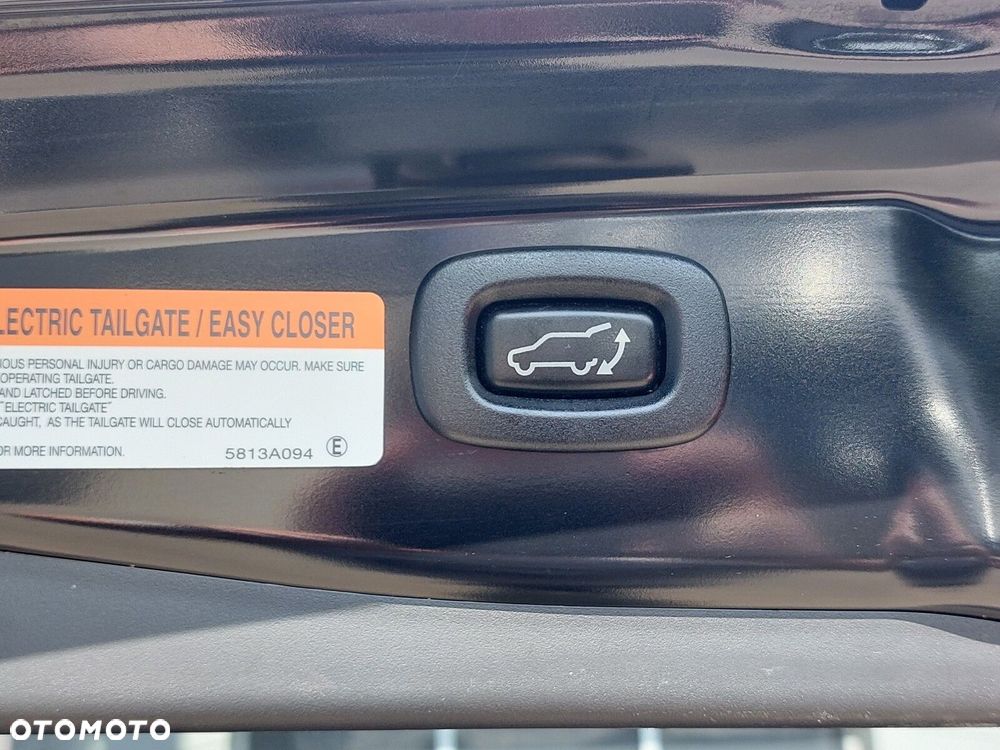 LECTRIC TAILGATE / EASY CLOSER
IOUS PERSONAL INJURY OR CARGO DAMAGE MAY OCCUR. MAKE SURE
OPERATING TAILGATE.
AND LATCHED BEFORE DRIVING.
"ELECTRIC TAILGATE"
CAUGHT, AS THE TAILGATE WILL CLOSE AUTOMATICALLY
OR MORE INFORMATION.
5813A094 E
OTOMOTO